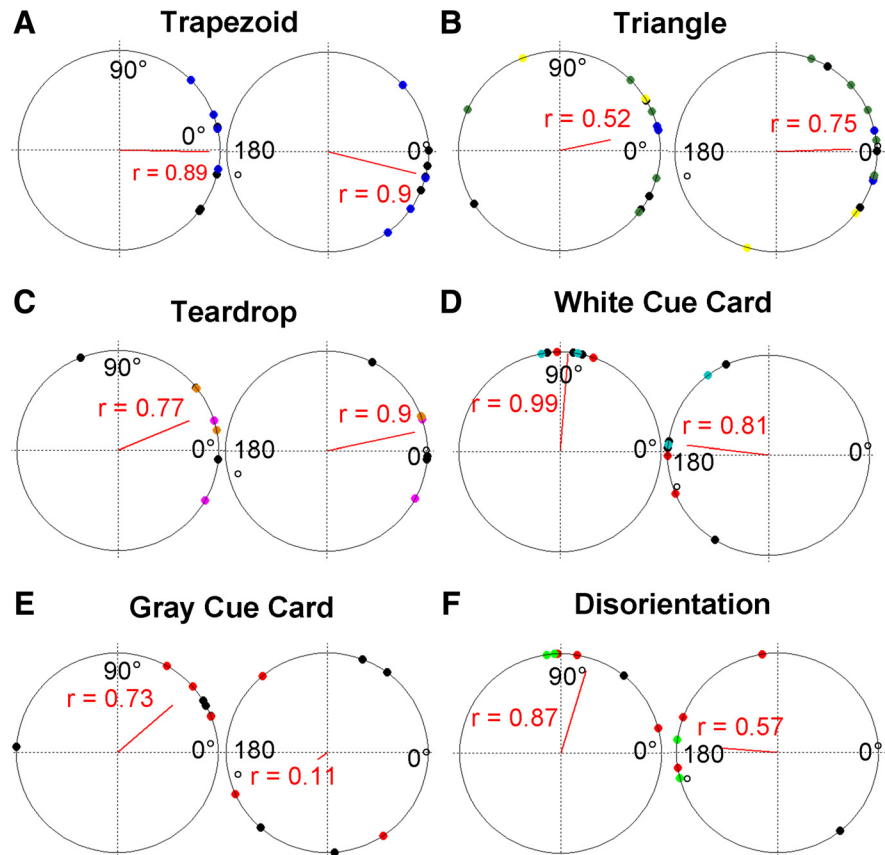 A Trapezoid
90°
0°
r = 0.89
180°
0°
r = 0.9
B Triangle
90°
r = 0.52
0°
180°
r = 0.75
0°
C Teardrop
90°
r = 0.77
0°
180°
r = 0.9
0°
D White Cue Card
90°
r = 0.99
0°
r = 0.81
180°
0°
E Gray Cue Card
90°
r = 0.73
0°
180°
r = 0.11
0°
F Disorientation
90°
r = 0.87
0°
r = 0.57
180°
0°